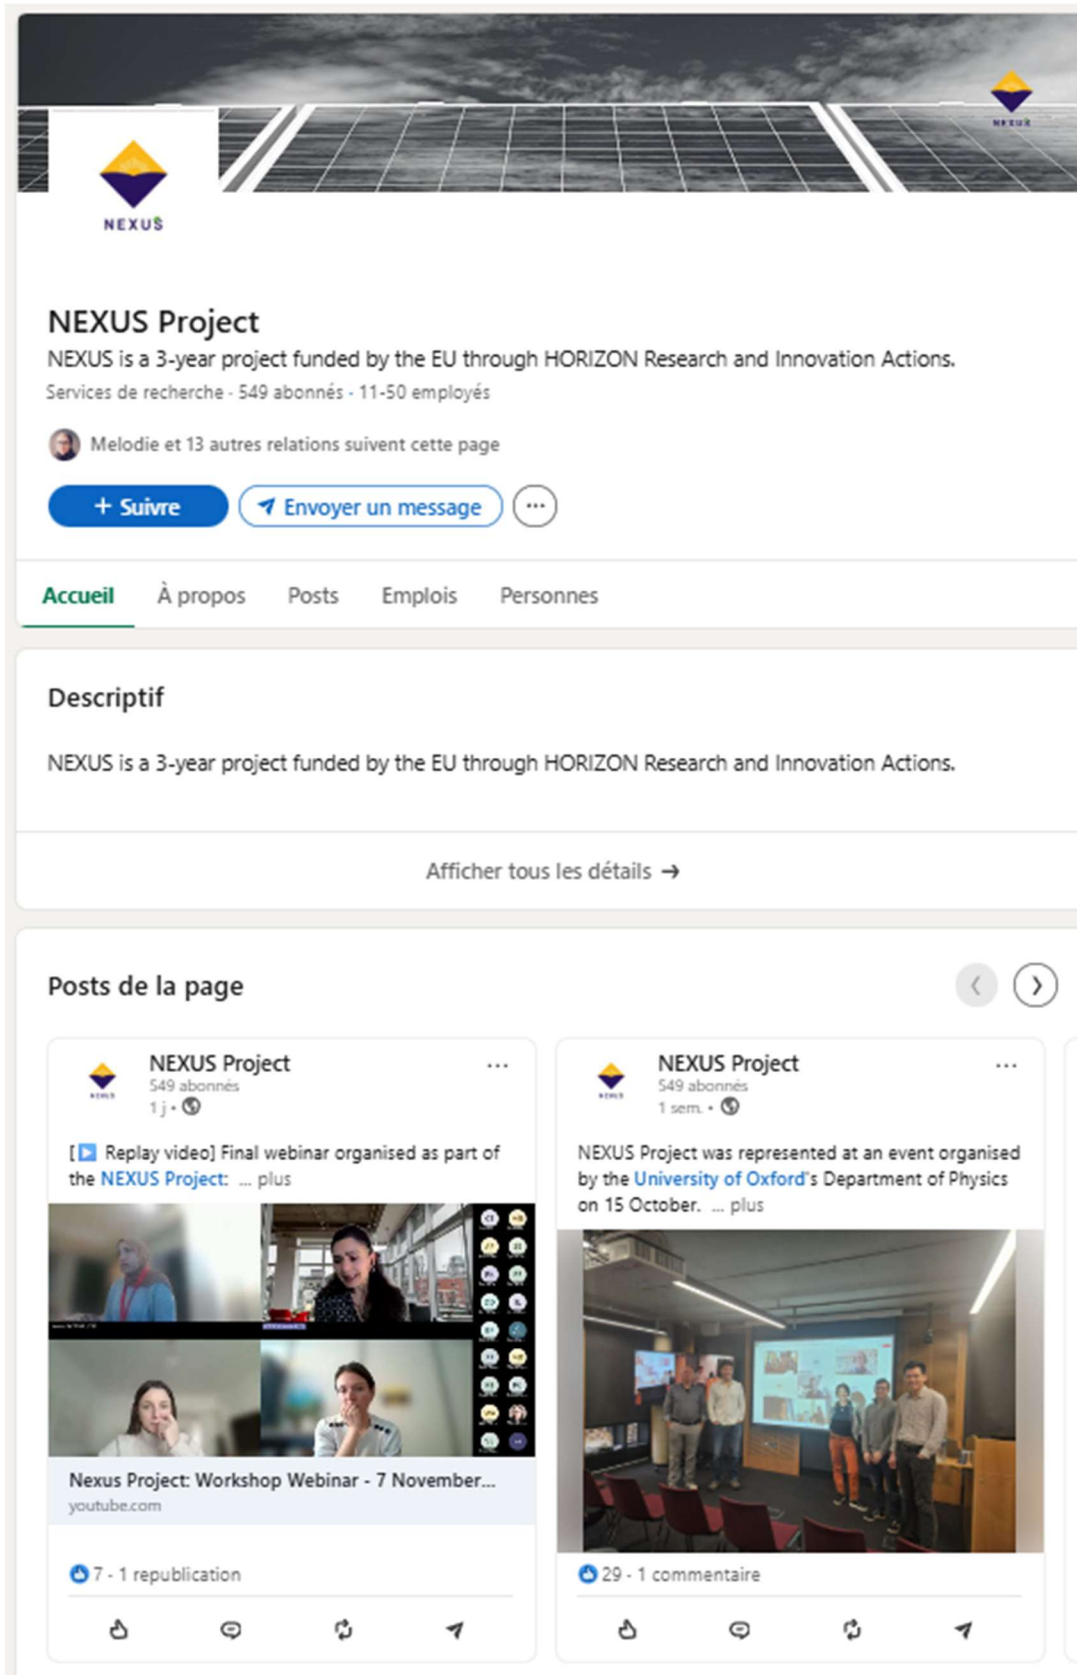 NEXUS
NEXUS
NEXUS Project
NEXUS is a 3-year project funded by the EU through HORIZON Research and Innovation Actions.
Services de recherche · 549 abonnés · 11-50 employés
Melodie et 13 autres relations suivent cette page
+ Suivre
Envoyer un message
Accueil
À propos
Posts
Emplois
Personnes
Descriptif
NEXUS is a 3-year project funded by the EU through HORIZON Research and Innovation Actions.
Afficher tous les détails →
Posts de la page
NEXUS Project
549 abonnés
1 j •
[▶ Replay video] Final webinar organised as part of
the NEXUS Project: ... plus
Nexus Project: Workshop Webinar - 7 November...
youtube.com
7 · 1 republication
NEXUS Project
549 abonnés
1 sem. •
NEXUS Project was represented at an event organised
by the University of Oxford's Department of Physics
on 15 October. ... plus
29 · 1 commentaire